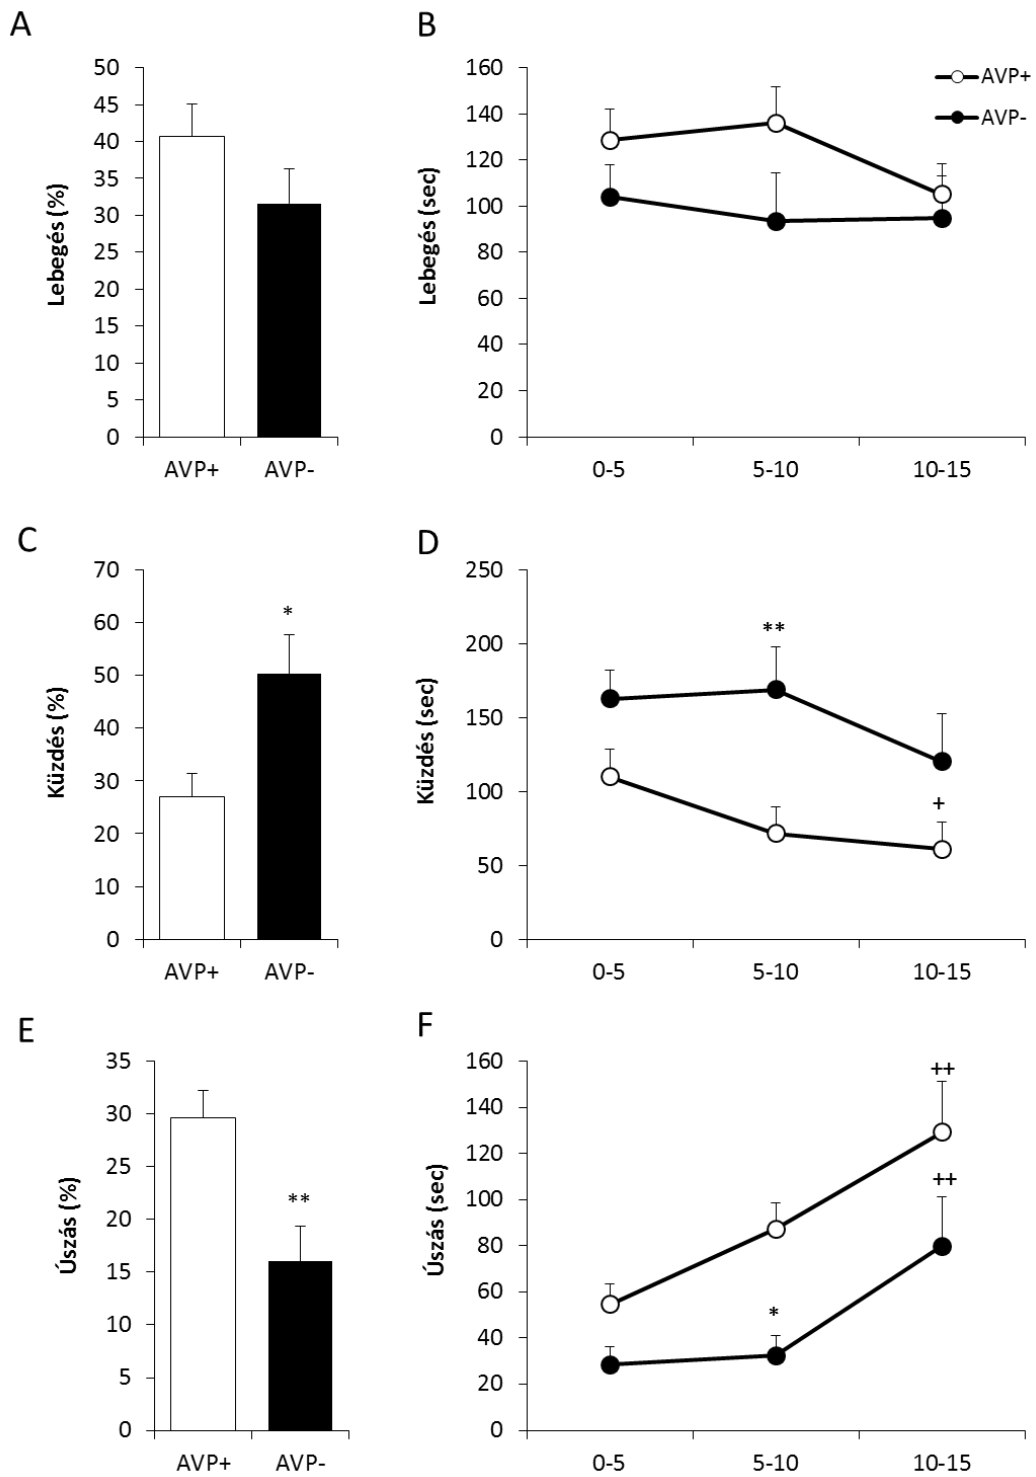 A
Lebegés (%)
50
45
40
35
30
25
20
15
10
5
0
AVP+ AVP-
B
Lebegés (sec)
160
140
120
100
80
60
40
20
0
0-5 5-10 10-15
AVP+
AVP-
C
Küzdés (%)
70
60
50
40
30
20
10
0
*
AVP+ AVP-
D
Küzdés (sec)
250
200
150
100
50
0
**
+
0-5 5-10 10-15
E
Úszás (%)
35
30
25
20
15
10
5
0
**
AVP+ AVP-
F
Úszás (sec)
160
140
120
100
80
60
40
20
0
++
++
*
0-5 5-10 10-15